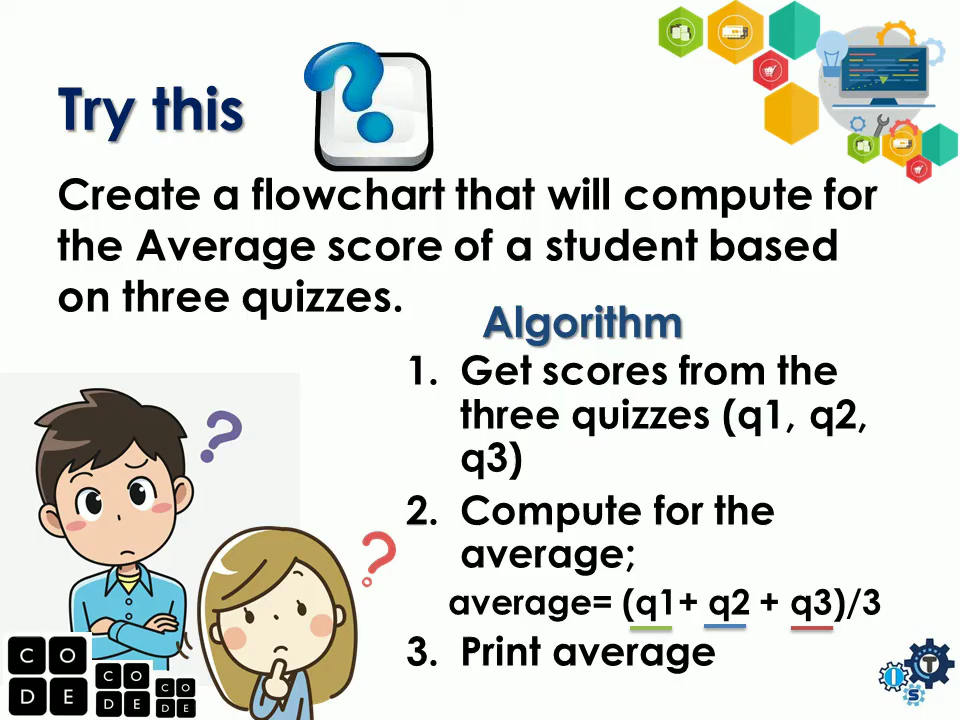 Try this
?
Create a flowchart that will compute for
the Average score of a student based
on three quizzes.
Algorithm
1. Get scores from the
three quizzes (q1, q2,
q3)
2. Compute for the
average;
average= (q1+ q2 + q3)/3
3. Print average
?
?
C O
D E
C O
D E
C O
D E
I T
S